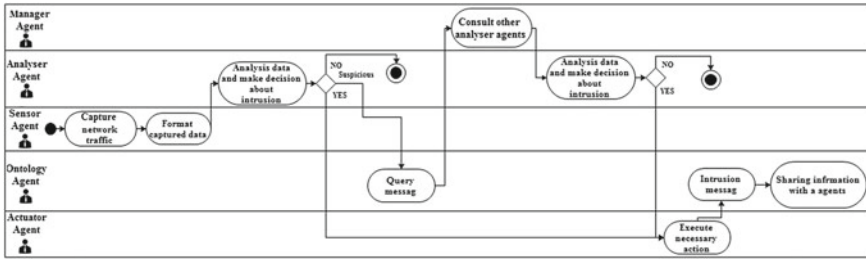 Manager
Agent
Consult other
analyser agents
Analyser
Agent
Analysis data
and make decision
about
intrusion
NO
Suspicious
YES
Analysis data
and make decision
about
intrusion
NO
YES
Sensor
Agent
Capture
network
traffic
Format
captured data
Ontology
Agent
Query
messag
Intrusion
messag
Sharing infrmation
with a agents
Actuator
Agent
Execute
necessary
action